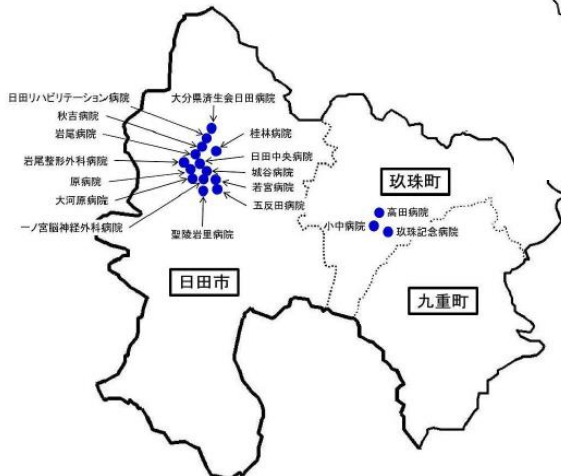 日田リハビリテーション病院
大分県済生会日田病院
秋吉病院
桂林病院
岩尾病院
日田中央病院
岩尾整形外科病院
城谷病院
原病院
若宮病院
大河原病院
五反田病院
一ノ宮脳神経外科病院
聖陵岩里病院
日田市
玖珠町
高田病院
小中病院
玖珠記念病院
九重町